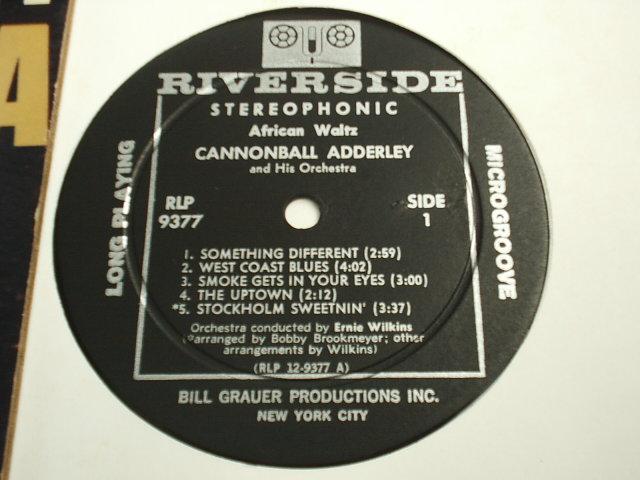 RIVERSIDE
STEREOPHONIC
African Waltz
CANNONBALL ADDERLEY
and His Orchestra
RLP
9377
SIDE
1
LONG PLAYING
MICROGROOVE
1. SOMETHING DIFFERENT (2:59)
2. WEST COAST BLUES (4:02)
3. SMOKE GETS IN YOUR EYES (3:00)
4. THE UPTOWN (2:12)
*5. STOCKHOLM SWEETNIN' (3:37)
Orchestra conducted by Ernie Wilkins
(*arranged by Bobby Brookmeyer; other
arrangements by Wilkins)
(RLP 12-9377 A)
BILL GRAUER PRODUCTIONS INC.
NEW YORK CITY